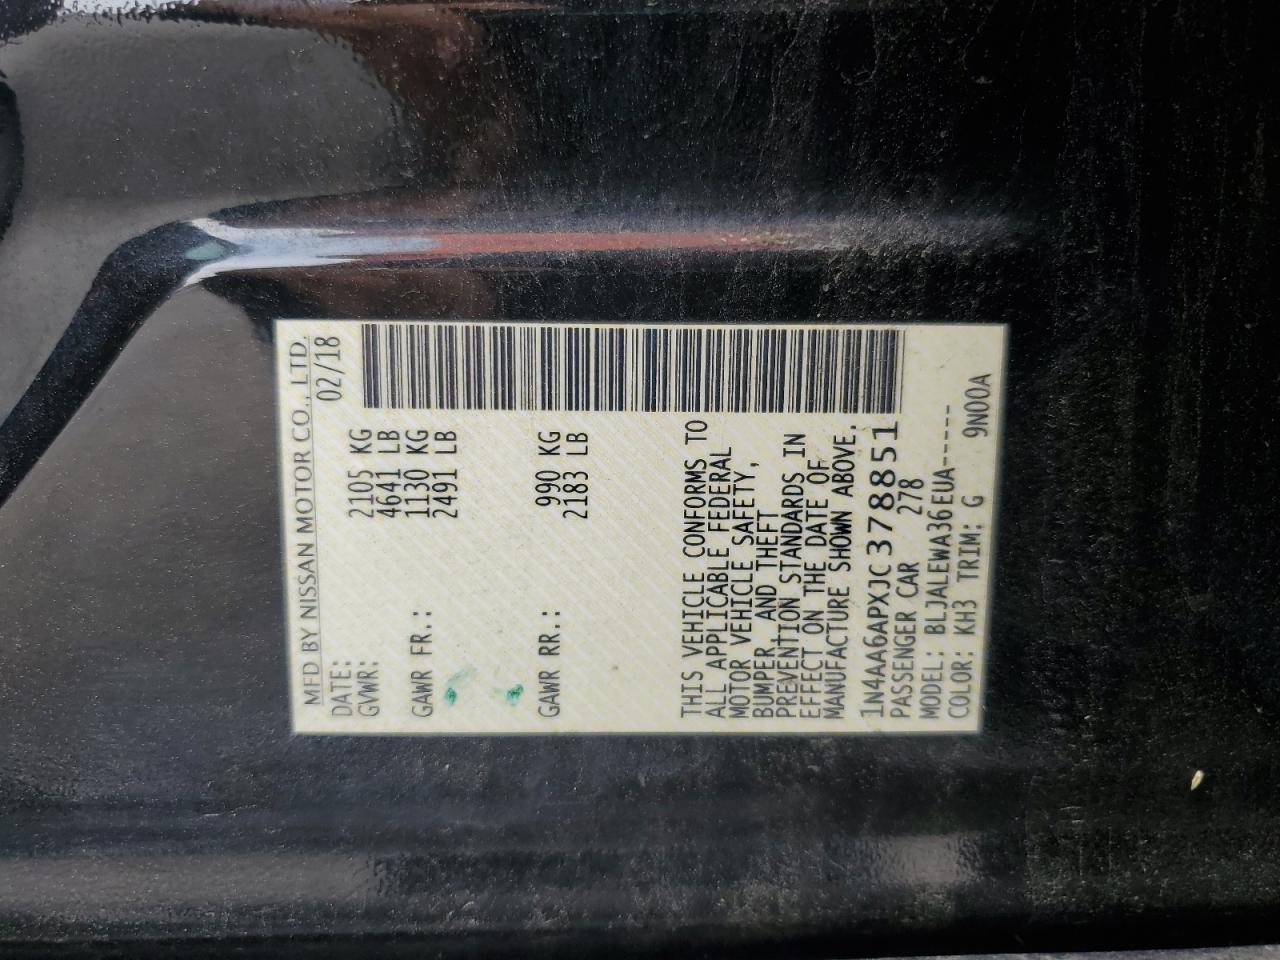 MFD BY NISSAN MOTOR CO., LTD.
DATE: 02/18
GVWR: 2105 KG
4641 LB
GAWR FR.: 1130 KG
2491 LB
GAWR RR.: 990 KG
2183 LB
THIS VEHICLE CONFORMS TO
ALL APPLICABLE FEDERAL
MOTOR VEHICLE SAFETY,
BUMPER, AND THEFT
PREVENTION STANDARDS IN
EFFECT ON THE DATE OF
MANUFACTURE SHOWN ABOVE.
1N4AA6APXJC378851
PASSENGER CAR 278
MODEL: BLJALEWA36EUA-----
COLOR: KH3 TRIM: G 9N00A